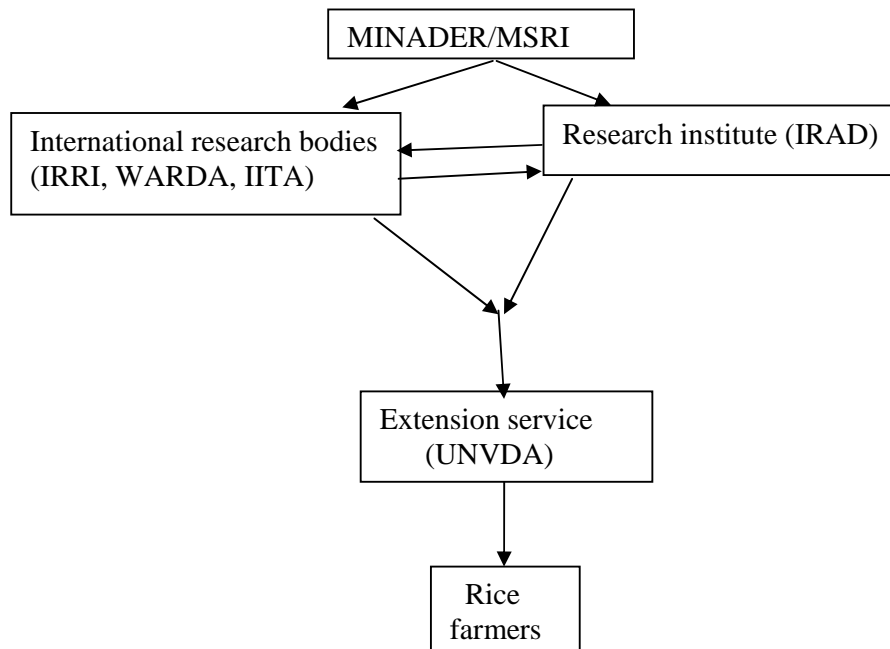 MINADER/MSRI
International research bodies
(IRRI, WARDA, IITA)
Research institute (IRAD)
Extension service
(UNVDA)
Rice
farmers